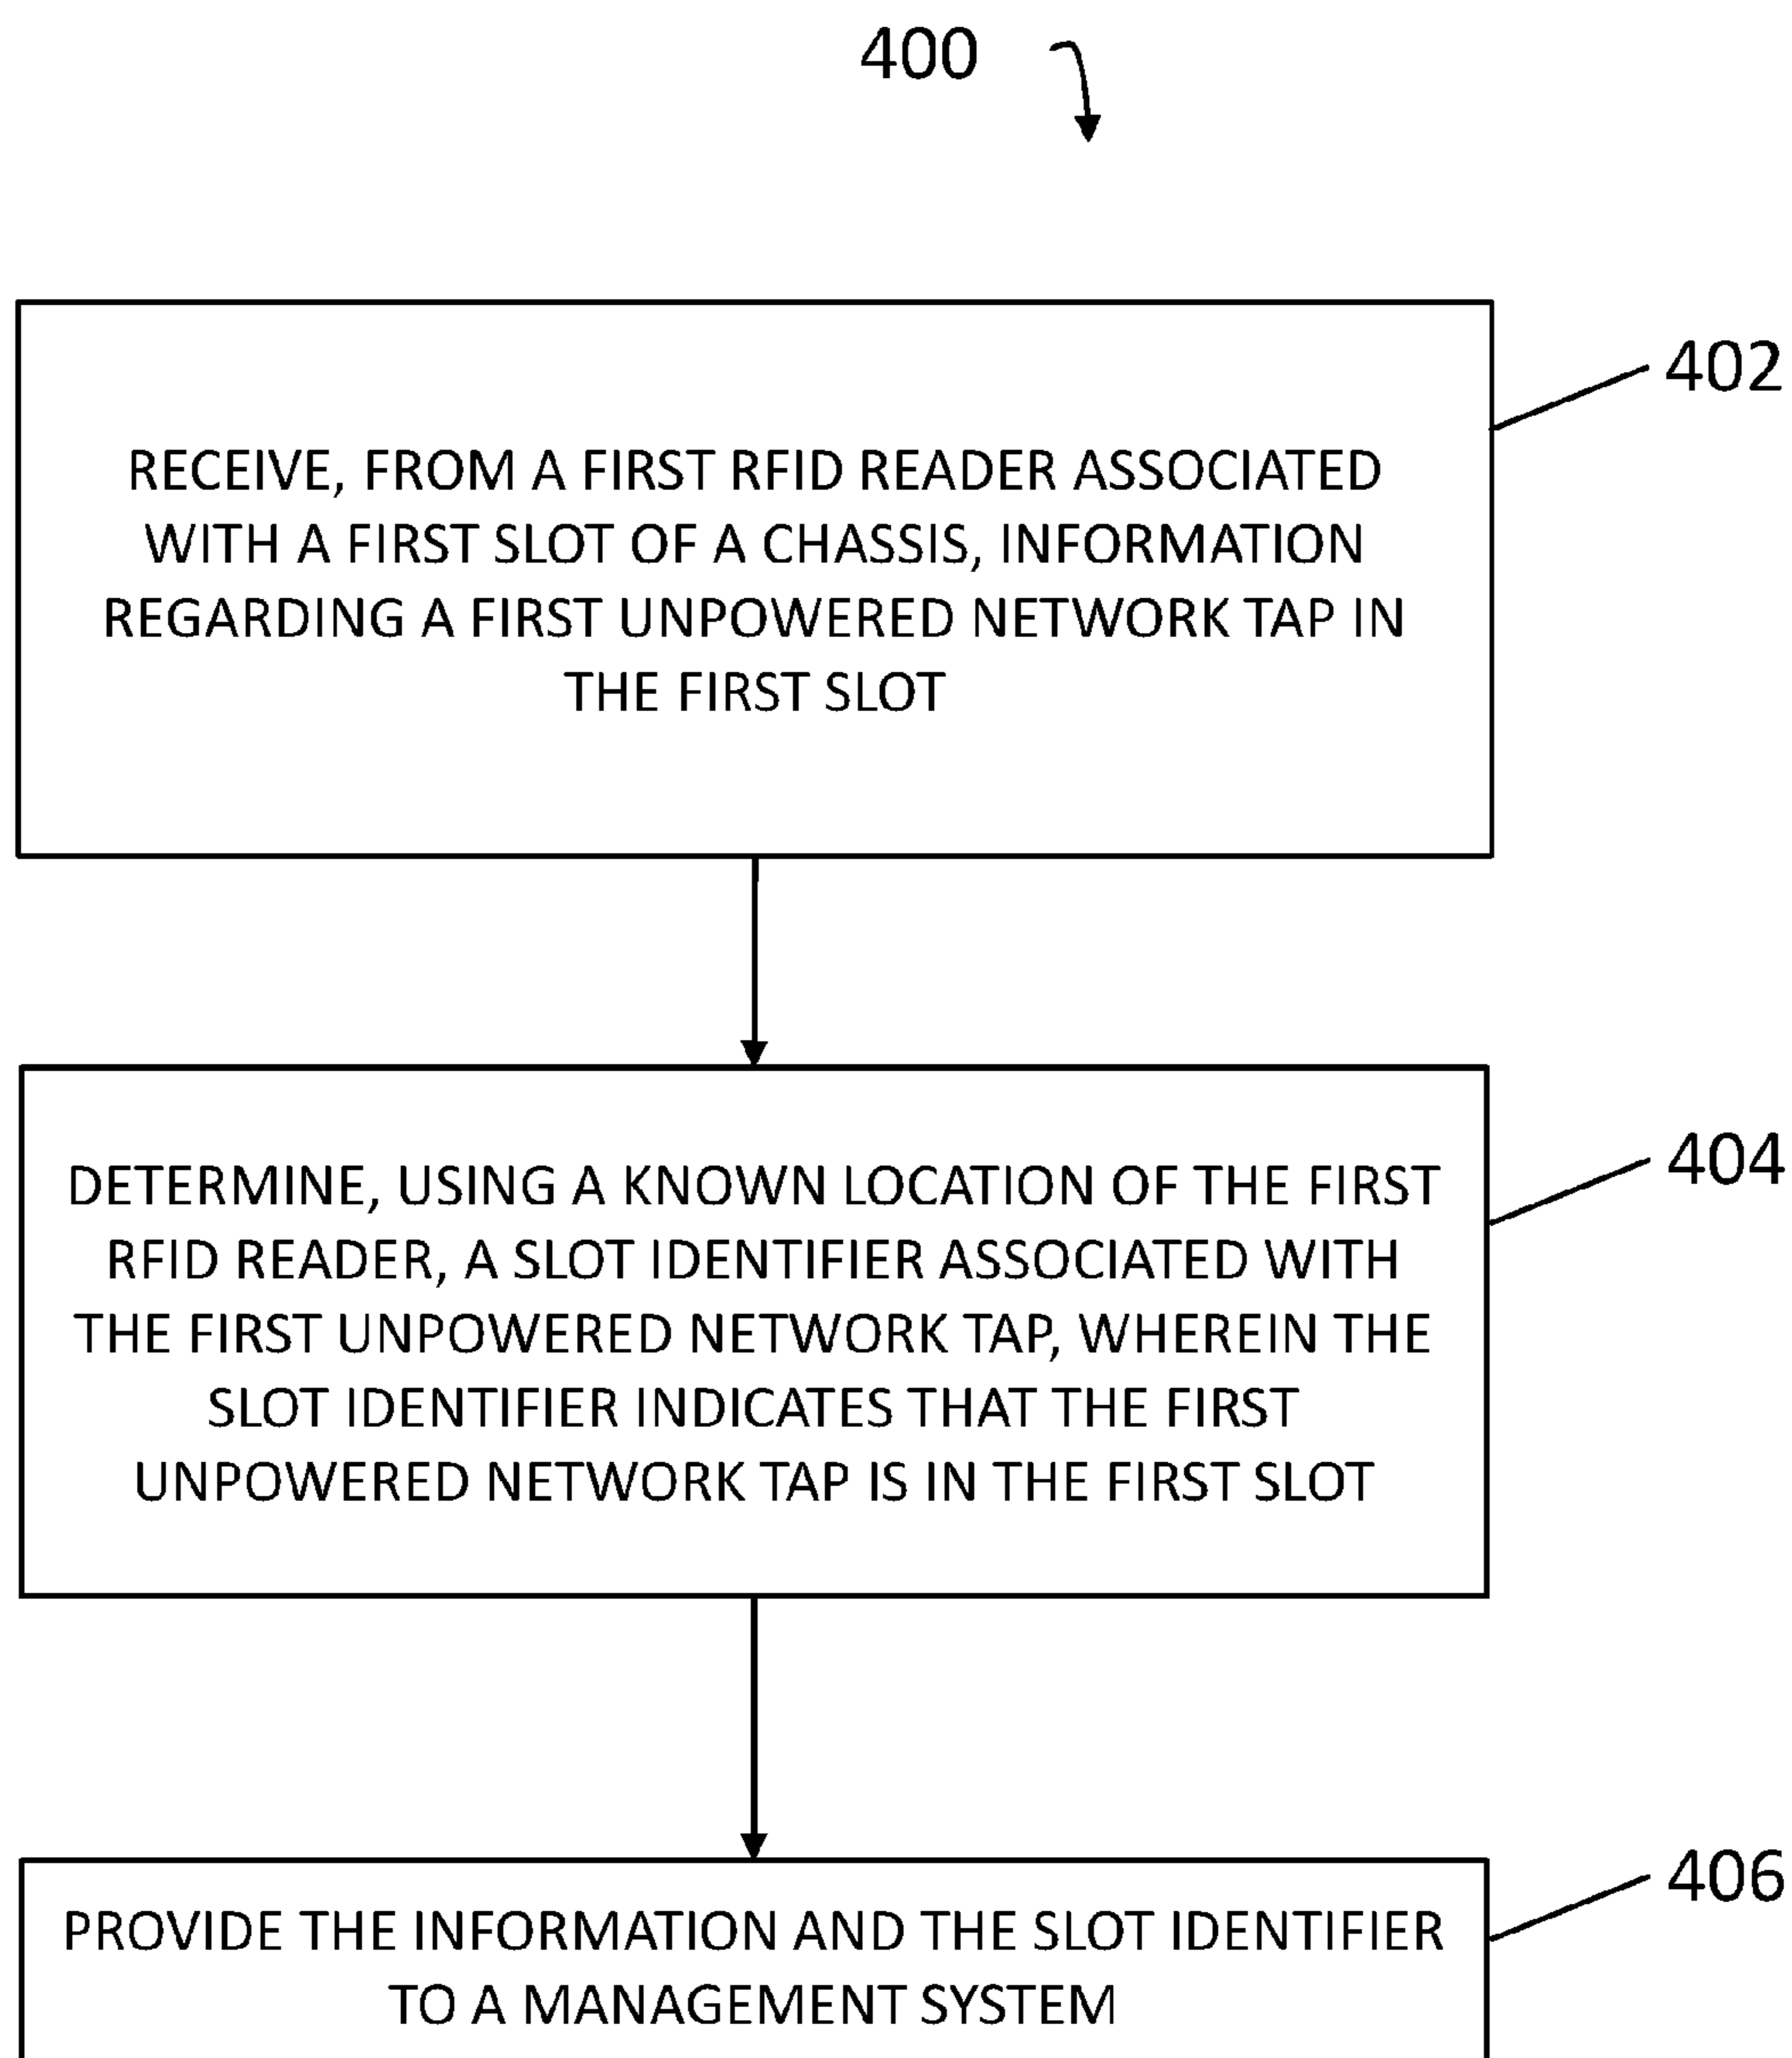 400
402
RECEIVE, FROM A FIRST RFID READER ASSOCIATED
WITH A FIRST SLOT OF A CHASSIS, INFORMATION
REGARDING A FIRST UNPOWERED NETWORK TAP IN
THE FIRST SLOT
404
DETERMINE, USING A KNOWN LOCATION OF THE FIRST
RFID READER, A SLOT IDENTIFIER ASSOCIATED WITH
THE FIRST UNPOWERED NETWORK TAP, WHEREIN THE
SLOT IDENTIFIER INDICATES THAT THE FIRST
UNPOWERED NETWORK TAP IS IN THE FIRST SLOT
406
PROVIDE THE INFORMATION AND THE SLOT IDENTIFIER
TO A MANAGEMENT SYSTEM